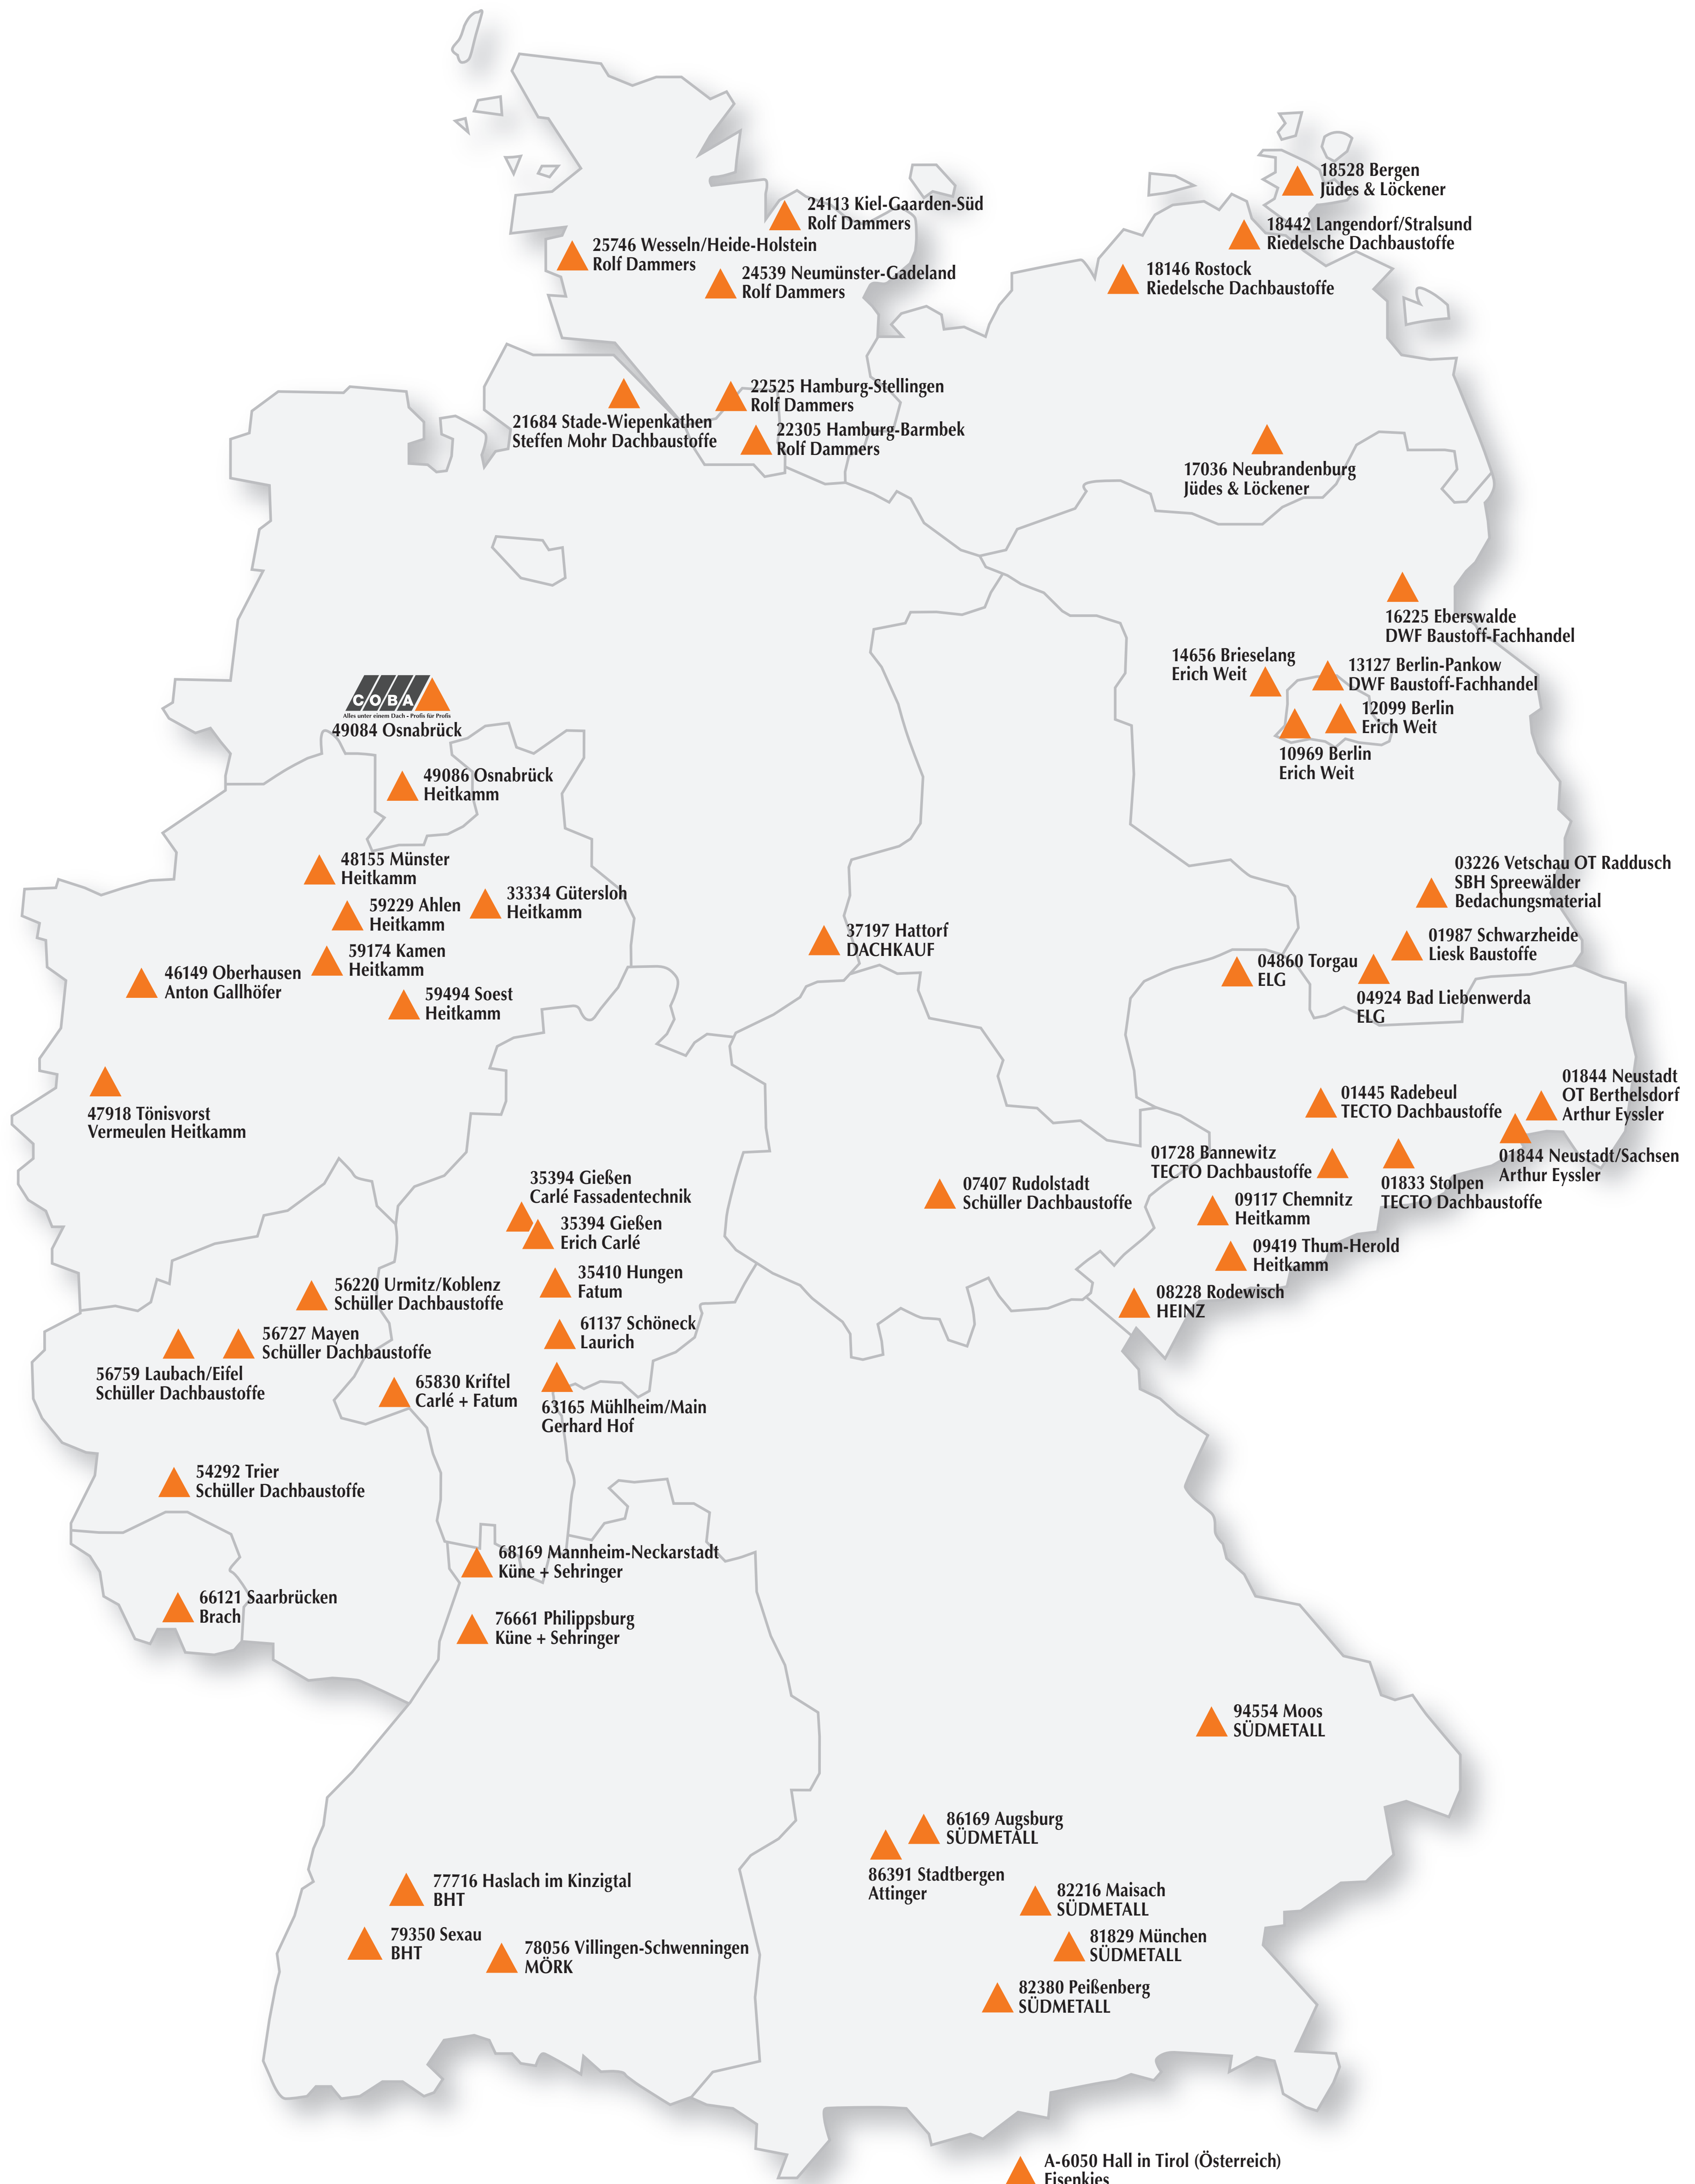 18528 Bergen
Jüdes & Löckener
24113 Kiel-Gaarden-Süd
Rolf Dammers
18442 Langendorf/Stralsund
Riedelsche Dachbaustoffe
25746 Wesseln/Heide-Holstein
Rolf Dammers
24539 Neumünster-Gadeland
Rolf Dammers
18146 Rostock
Riedelsche Dachbaustoffe
22525 Hamburg-Stellingen
Rolf Dammers
21684 Stade-Wiepenkathen
Steffen Mohr Dachbaustoffe
22305 Hamburg-Barmbek
Rolf Dammers
17036 Neubrandenburg
Jüdes & Löckener
16225 Eberswalde
DWF Baustoff-Fachhandel
14656 Brieselang
Erich Weit
13127 Berlin-Pankow
DWF Baustoff-Fachhandel
12099 Berlin
Erich Weit
10969 Berlin
Erich Weit
COBA
Alles unter einem Dach - Profis für Profis
49084 Osnabrück
49086 Osnabrück
Heitkamm
48155 Münster
Heitkamm
33334 Gütersloh
Heitkamm
59229 Ahlen
Heitkamm
59174 Kamen
Heitkamm
46149 Oberhausen
Anton Gallhöfer
59494 Soest
Heitkamm
37197 Hattorf
DACHKAUF
03226 Vetschau OT Raddusch
SBH Spreewälder
Bedachungsmaterial
01987 Schwarzheide
Liesk Baustoffe
04860 Torgau
ELG
04924 Bad Liebenwerda
ELG
47918 Tönisvorst
Vermeulen Heitkamm
01844 Neustadt
OT Berthelsdorf
Arthur Eyssler
01445 Radebeul
TECTO Dachbaustoffe
01844 Neustadt/Sachsen
Arthur Eyssler
01728 Bannewitz
TECTO Dachbaustoffe
01833 Stolpen
TECTO Dachbaustoffe
35394 Gießen
Carlé Fassadentechnik
35394 Gießen
Erich Carlé
07407 Rudolstadt
Schüller Dachbaustoffe
09117 Chemnitz
Heitkamm
09419 Thum-Herold
Heitkamm
08228 Rodewisch
HEINZ
35410 Hungen
Fatum
56220 Urmitz/Koblenz
Schüller Dachbaustoffe
61137 Schöneck
Laurich
56727 Mayen
Schüller Dachbaustoffe
56759 Laubach/Eifel
Schüller Dachbaustoffe
65830 Kriftel
Carlé + Fatum
63165 Mühlheim/Main
Gerhard Hof
54292 Trier
Schüller Dachbaustoffe
68169 Mannheim-Neckarstadt
Küne + Sehringer
66121 Saarbrücken
Brach
76661 Philippsburg
Küne + Sehringer
94554 Moos
SÜDMETALL
86169 Augsburg
SÜDMETALL
86391 Stadtbergen
Attinger
77716 Haslach im Kinzigtal
BHT
82216 Maisach
SÜDMETALL
79350 Sexau
BHT
78056 Villingen-Schwenningen
MÖRK
81829 München
SÜDMETALL
82380 Peißenberg
SÜDMETALL
A-6050 Hall in Tirol (Österreich)
Eisenkies